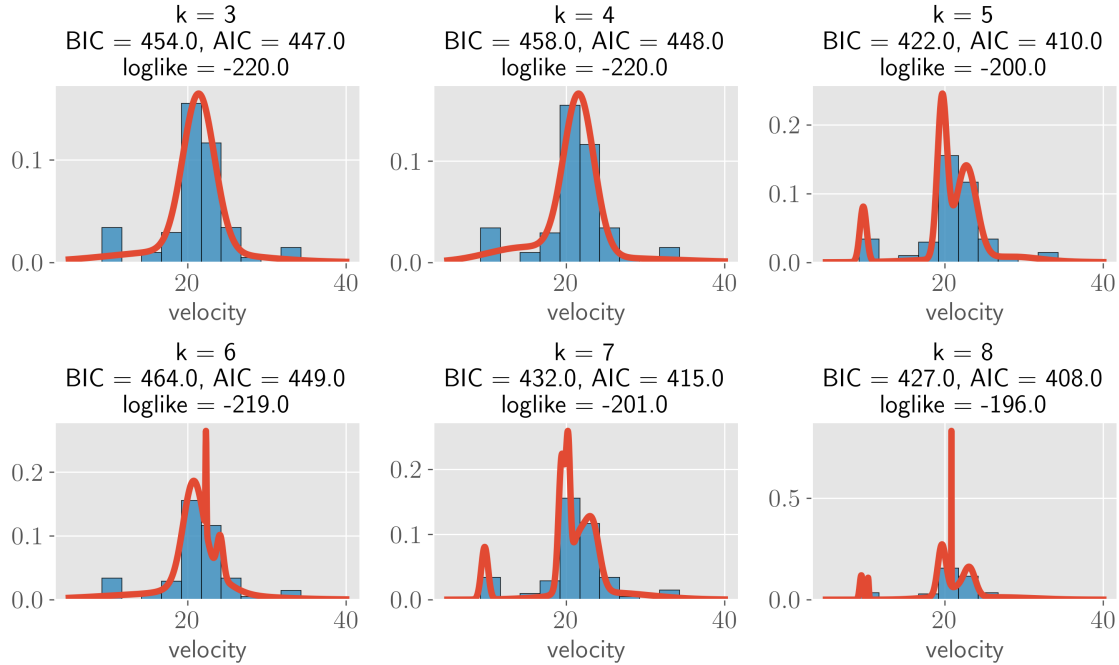 k = 3
BIC = 454.0, AIC = 447.0
loglike = -220.0
0.1
0.0
20
40
velocity
k = 4
BIC = 458.0, AIC = 448.0
loglike = -220.0
0.1
0.0
20
40
velocity
k = 5
BIC = 422.0, AIC = 410.0
loglike = -200.0
0.2
0.1
0.0
20
40
velocity
k = 6
BIC = 464.0, AIC = 449.0
loglike = -219.0
0.2
0.1
0.0
20
40
velocity
k = 7
BIC = 432.0, AIC = 415.0
loglike = -201.0
0.2
0.1
0.0
20
40
velocity
k = 8
BIC = 427.0, AIC = 408.0
loglike = -196.0
0.5
0.0
20
40
velocity